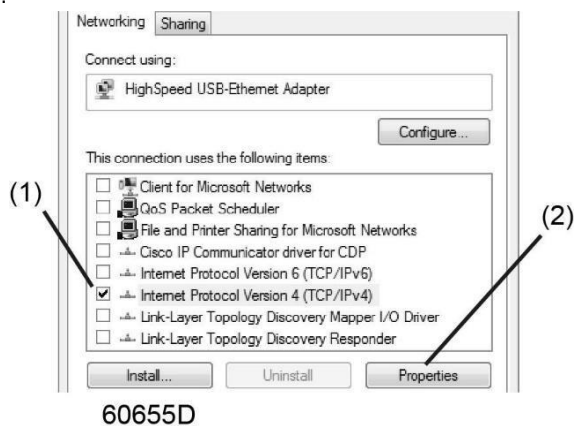 Networking Sharing
Connect using:
HighSpeed USB-Ethernet Adapter
Configure...
This connection uses the following items:
(1)
Client for Microsoft Networks
QoS Packet Scheduler
File and Printer Sharing for Microsoft Networks
(2)
Cisco IP Communicator driver for CDP
Internet Protocol Version 6 (TCP/IPv6)
Internet Protocol Version 4 (TCP/IPv4)
Link-Layer Topology Discovery Mapper I/O Driver
Link-Layer Topology Discovery Responder
Install... Uninstall Properties
60655D